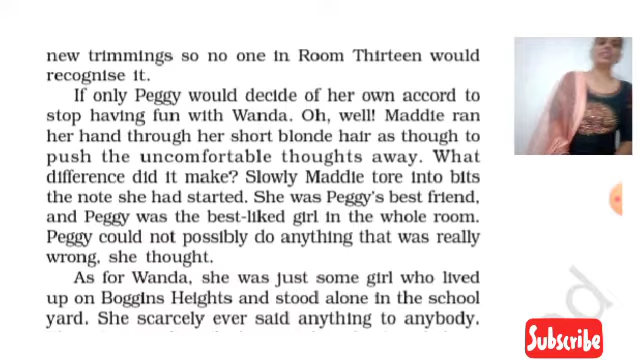 new trimmings so no one in Room Thirteen would
recognise it.
If only Peggy would decide of her own accord to
stop having fun with Wanda. Oh, well! Maddie ran
her hand through her short blonde hair as though to
push the uncomfortable thoughts away. What
difference did it make? Slowly Maddie tore into bits
the note she had started. She was Peggy's best friend,
and Peggy was the best-liked girl in the whole room.
Peggy could not possibly do anything that was really
wrong, she thought.
As for Wanda, she was just some girl who lived
up on Boggins Heights and stood alone in the school
yard. She scarcely ever said anything to anybody.
Subscribe